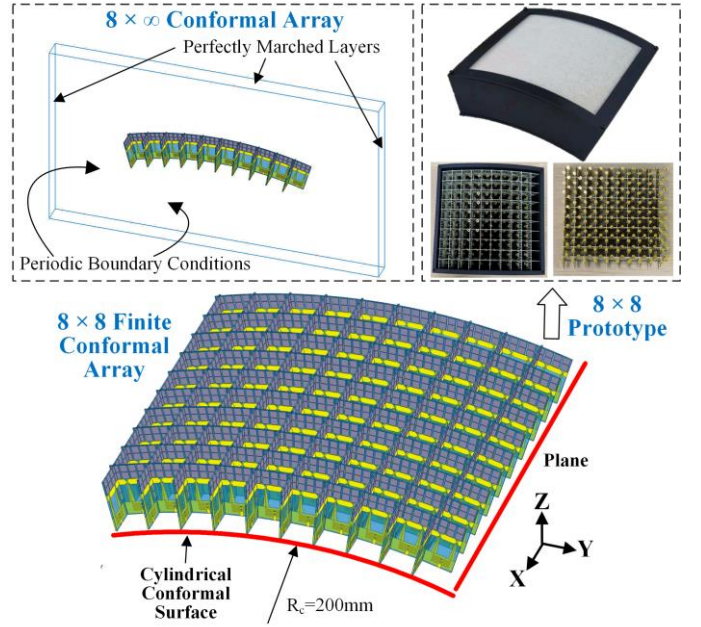 8 × ∞ Conformal Array
Perfectly Marched Layers
Periodic Boundary Conditions
8 × 8 Finite
Conformal
Array
8 × 8
Prototype
Plane
Z
Y
X
Cylindrical
Conformal
Surface
Rc=200mm